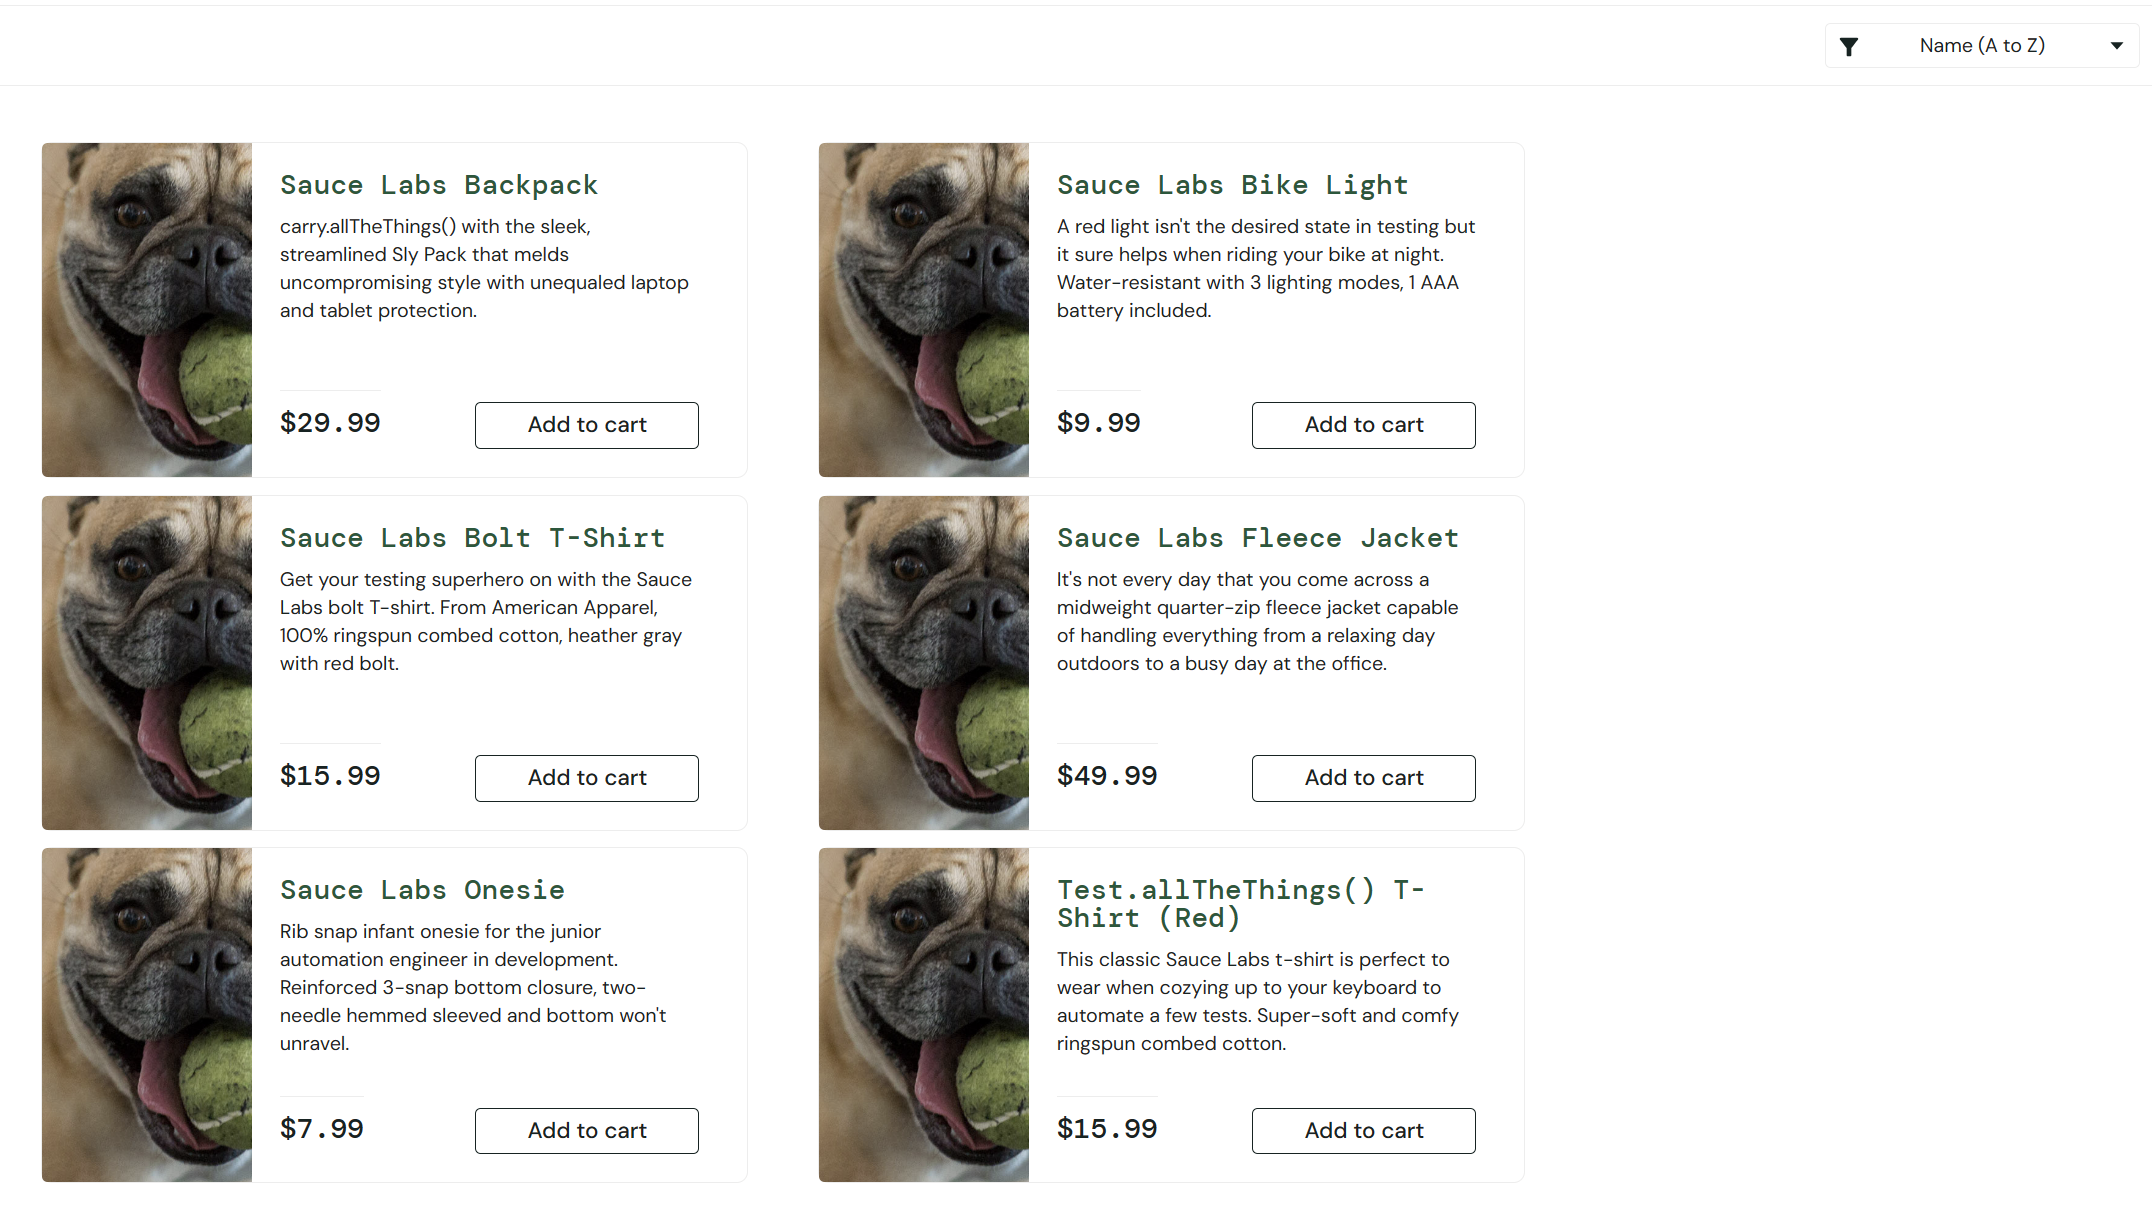 Name (A to Z)
Sauce Labs Backpack
carry.allTheThings() with the sleek,
streamlined Sly Pack that melds
uncompromising style with unequaled laptop
and tablet protection.
$29.99
Add to cart
Sauce Labs Bike Light
A red light isn't the desired state in testing but
it sure helps when riding your bike at night.
Water-resistant with 3 lighting modes, 1 AAA
battery included.
$9.99
Add to cart
Sauce Labs Bolt T-Shirt
Get your testing superhero on with the Sauce
Labs bolt T-shirt. From American Apparel,
100% ringspun combed cotton, heather gray
with red bolt.
$15.99
Add to cart
Sauce Labs Fleece Jacket
It's not every day that you come across a
midweight quarter-zip fleece jacket capable
of handling everything from a relaxing day
outdoors to a busy day at the office.
$49.99
Add to cart
Sauce Labs Onesie
Rib snap infant onesie for the junior
automation engineer in development.
Reinforced 3-snap bottom closure, two-
needle hemmed sleeved and bottom won't
unravel.
$7.99
Add to cart
Test.allTheThings() T-
Shirt (Red)
This classic Sauce Labs t-shirt is perfect to
wear when cozying up to your keyboard to
automate a few tests. Super-soft and comfy
ringspun combed cotton.
$15.99
Add to cart